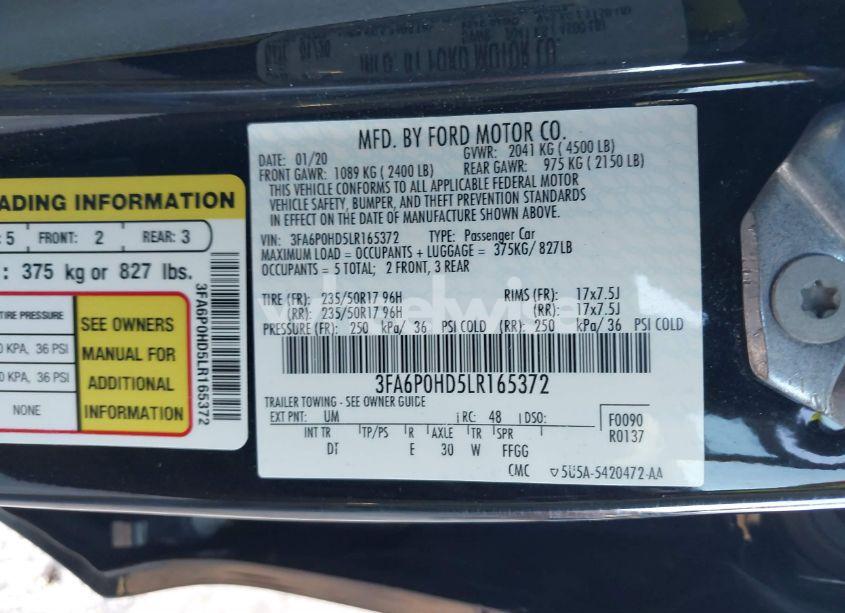 MFD. BY FORD MOTOR CO.
DATE: 01/20 GVWR: 2041 KG ( 4500 LB)
FRONT GAWR: 1089 KG ( 2400 LB) REAR GAWR: 975 KG ( 2150 LB)
THIS VEHICLE CONFORMS TO ALL APPLICABLE FEDERAL MOTOR
VEHICLE SAFETY, BUMPER, AND THEFT PREVENTION STANDARDS
IN EFFECT ON THE DATE OF MANUFACTURE SHOWN ABOVE.
VIN: 3FA6P0HD5LR165372 TYPE: Passenger Car
MAXIMUM LOAD = OCCUPANTS + LUGGAGE = 375KG/ 827LB
OCCUPANTS = 5 TOTAL; 2 FRONT, 3 REAR
TIRE (FR): 235/50R17 96H RIMS (FR): 17x7.5J
(RR): 235/50R17 96H (RR): 17x7.5J
PRESSURE (FR): 250 kPa/ 36 PSI COLD (RR): 250 kPa/ 36 PSI COLD
3FA6P0HD5LR165372
TRAILER TOWING - SEE OWNER GUIDE
EXT PNT: UM RC: 48 DSO: F0090
R0137
INT TR TP/PS R AXLE TR SPR
DT E 30 W FFGG
CMC 5U5A-5420472-AA
ADING INFORMATION
: 5 FRONT: 2 REAR: 3
: 375 kg or 827 lbs.
TIRE PRESSURE
0 KPA, 36 PSI
0 KPA, 36 PSI
NONE
SEE OWNERS
MANUAL FOR
ADDITIONAL
INFORMATION
3FA6P0HD5LR165372